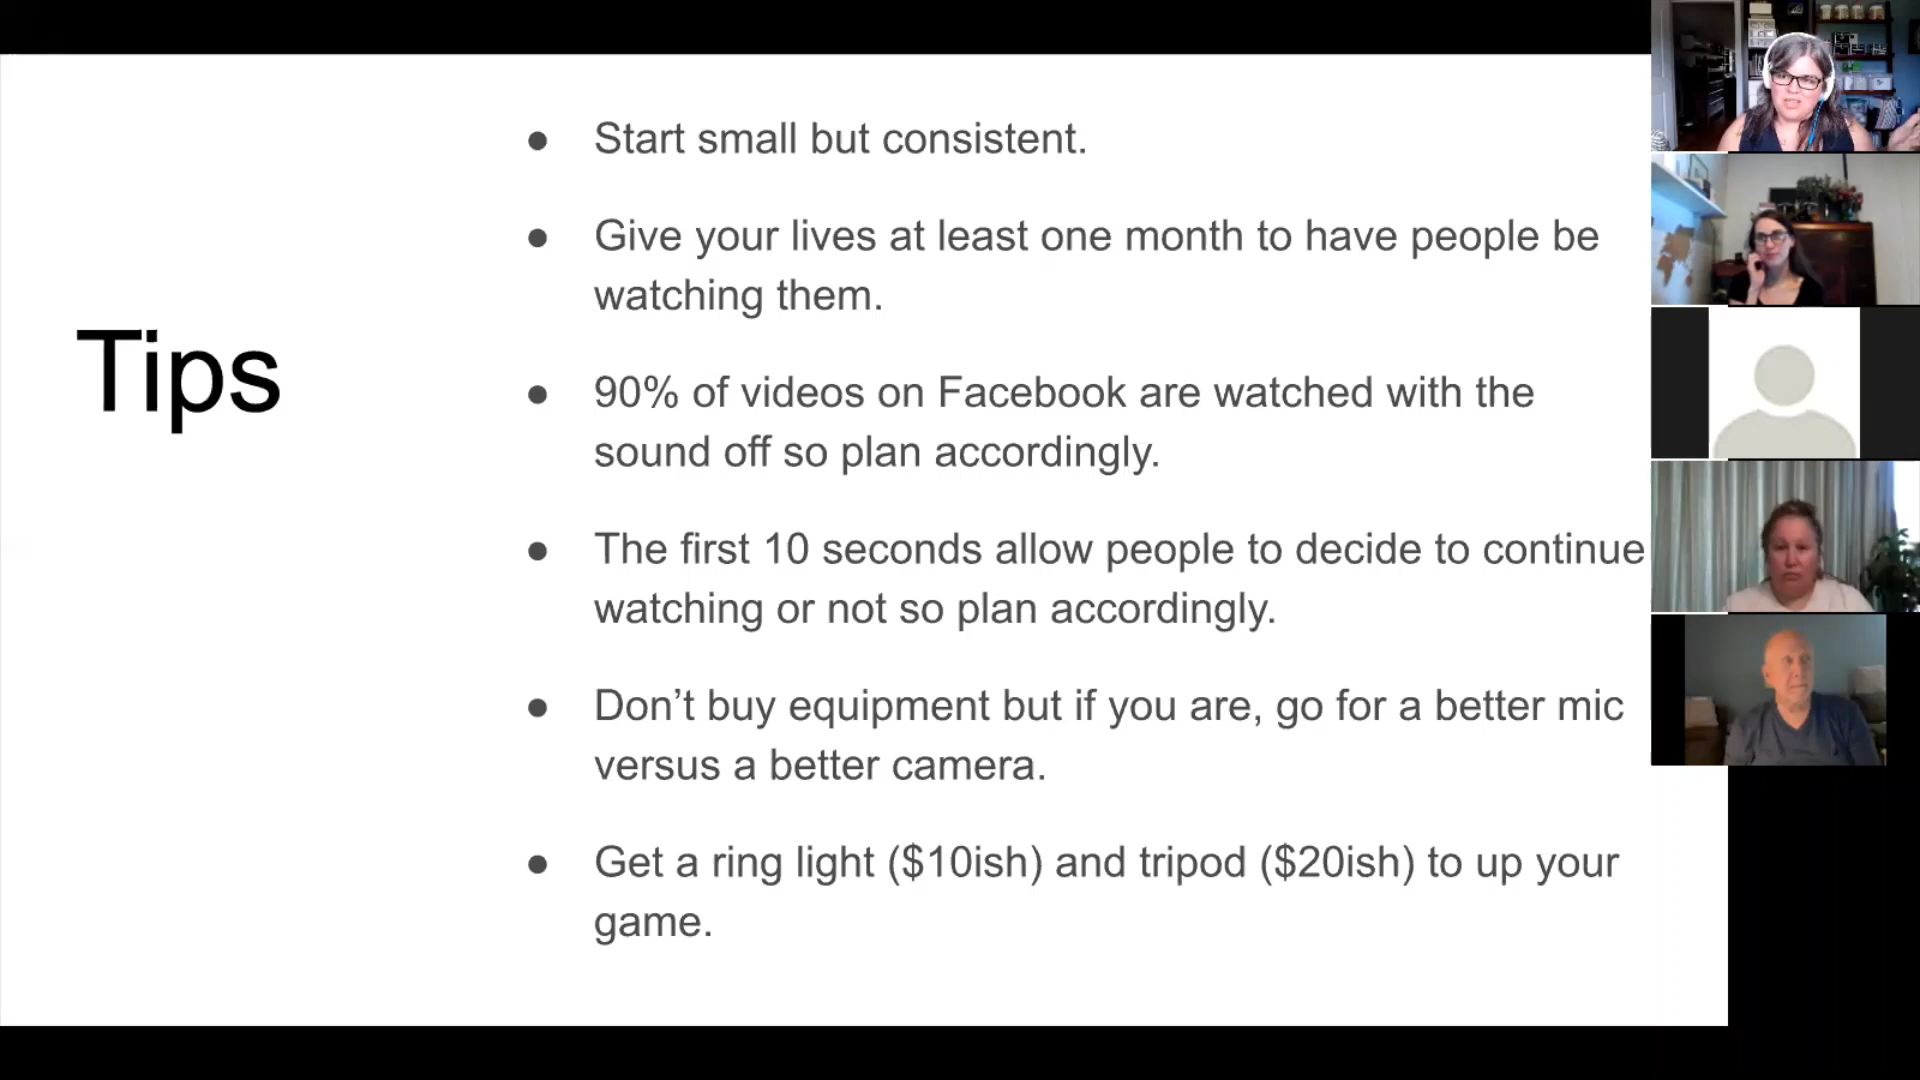 Tips
● Start small but consistent.
● Give your lives at least one month to have people be
watching them.
● 90% of videos on Facebook are watched with the
sound off so plan accordingly.
● The first 10 seconds allow people to decide to continue
watching or not so plan accordingly.
● Don’t buy equipment but if you are, go for a better mic
versus a better camera.
● Get a ring light ($10ish) and tripod ($20ish) to up your
game.